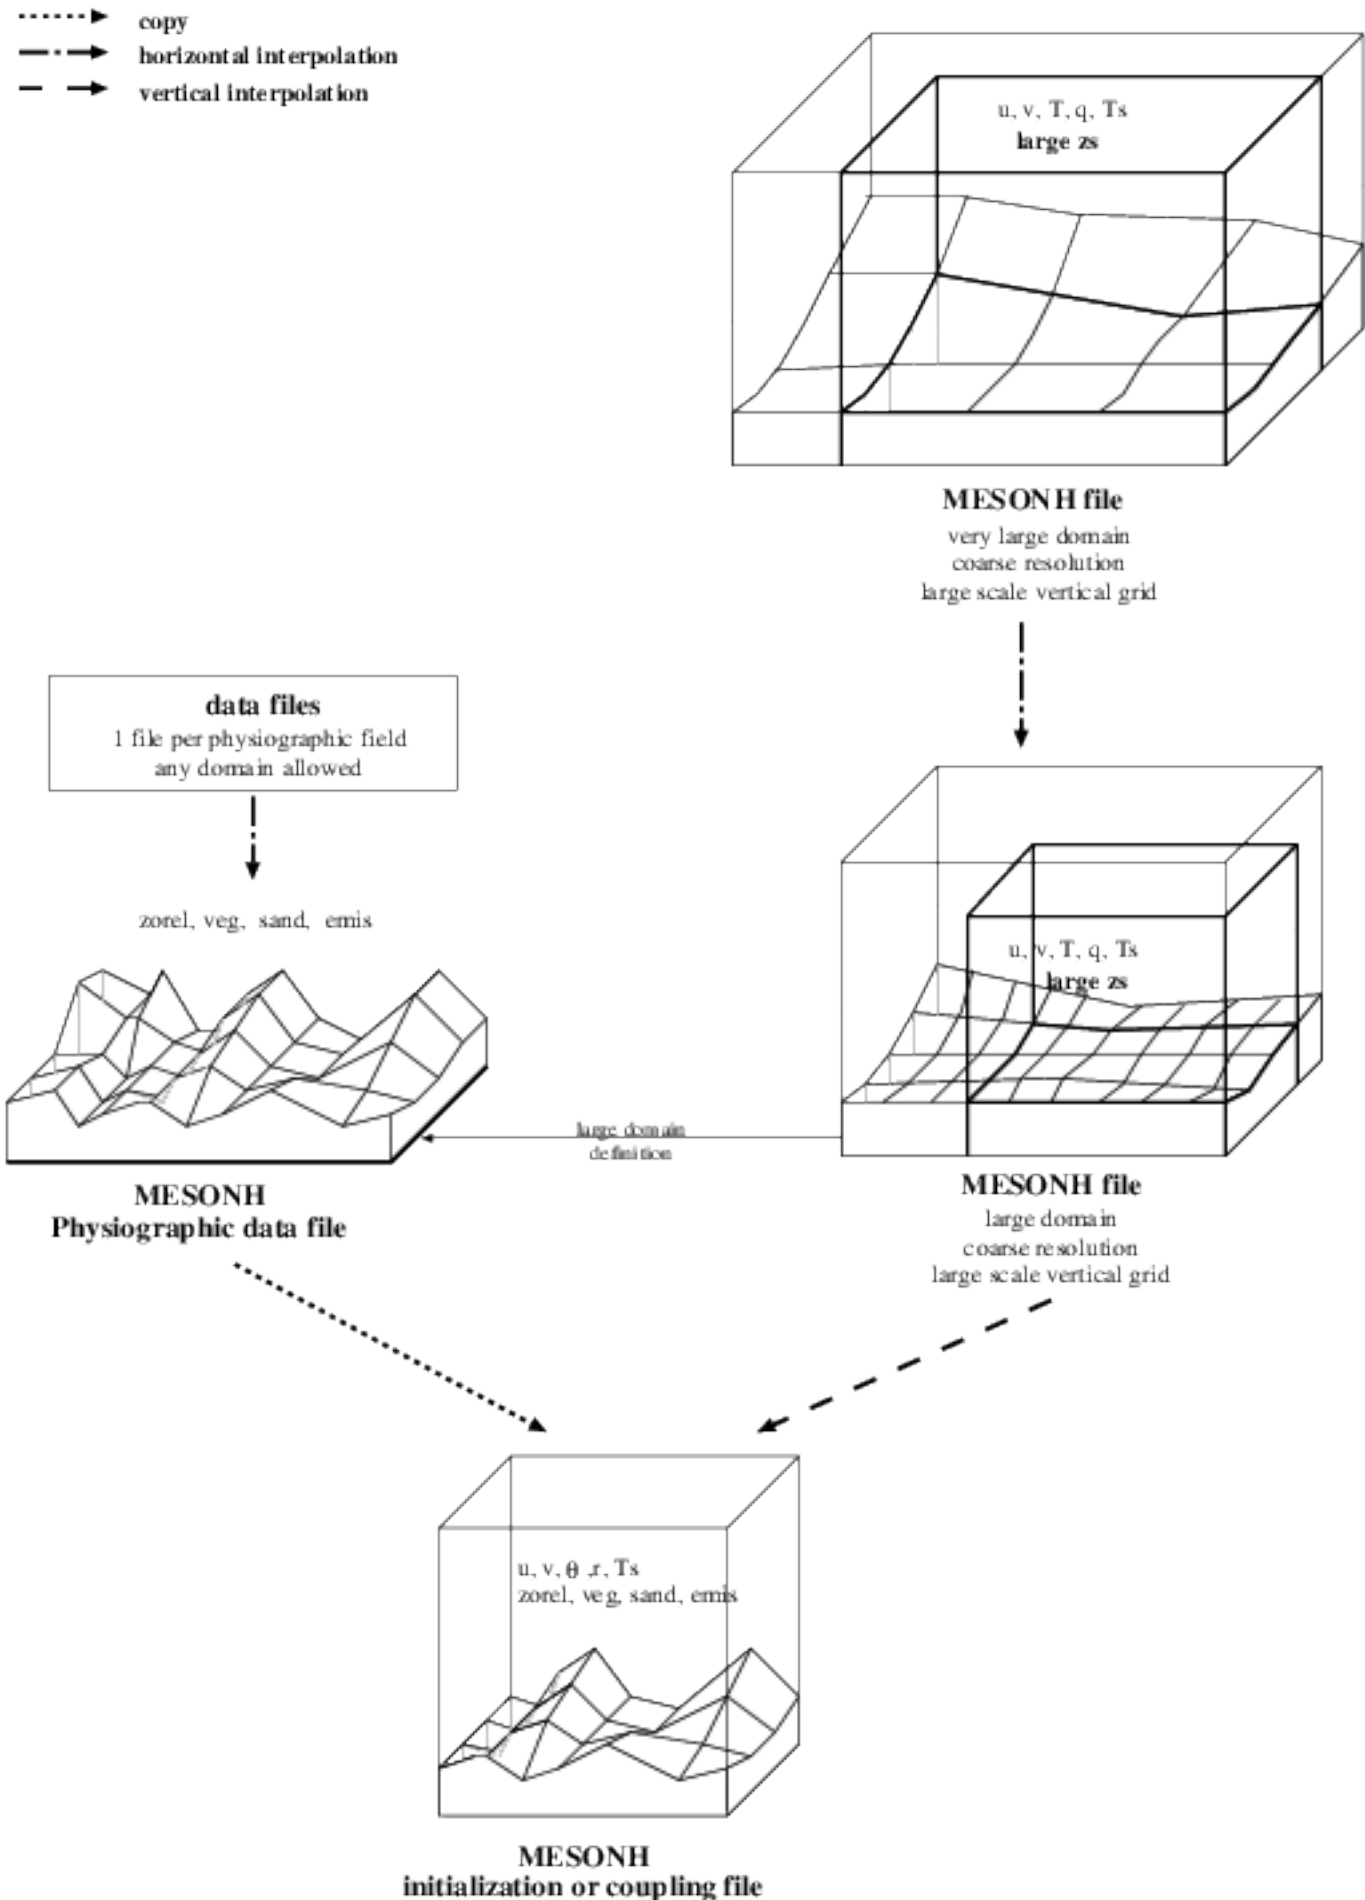 copy
horizontal interpolation
vertical interpolation
u, v, T, q, Ts
large zs
MESONH file
very large domain
coarse resolution
large scale vertical grid
data files
1 file per physiographic field
any domain allowed
zorel, veg, sand, emis
u, v, T, q, Ts
large zs
large domain
definition
MESONH
Physiographic data file
MESONH file
large domain
coarse resolution
large scale vertical grid
u, v, θ ,r, Ts
zorel, veg, sand, emis
MESONH
initialization or coupling file